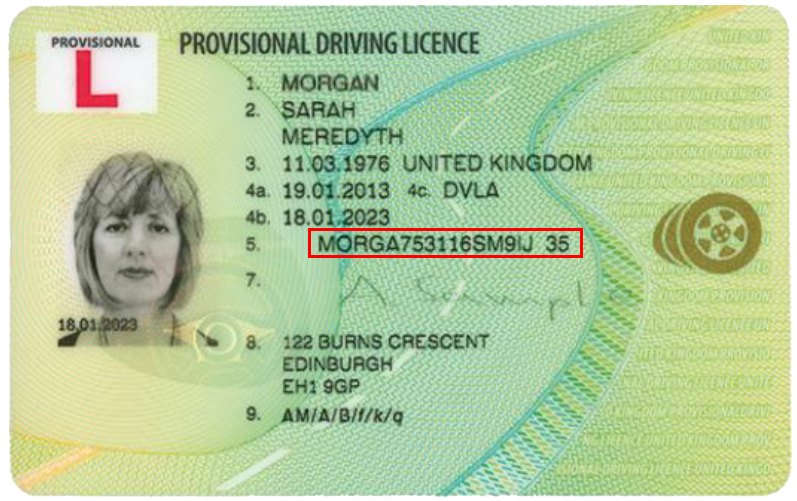 PROVISIONAL
L
PROVISIONAL DRIVING LICENCE
1. MORGAN
2. SARAH
MEREDYTH
3. 11.03.1976 UNITED KINGDOM
4a. 19.01.2013 4c. DVLA
4b. 18.01.2023
5. MORGA753116SM9IJ 35
7. A. Sample
18.01.2023
8. 122 BURNS CRESCENT
EDINBURGH
EH1 9GP
9. AM/A/B/f/k/q